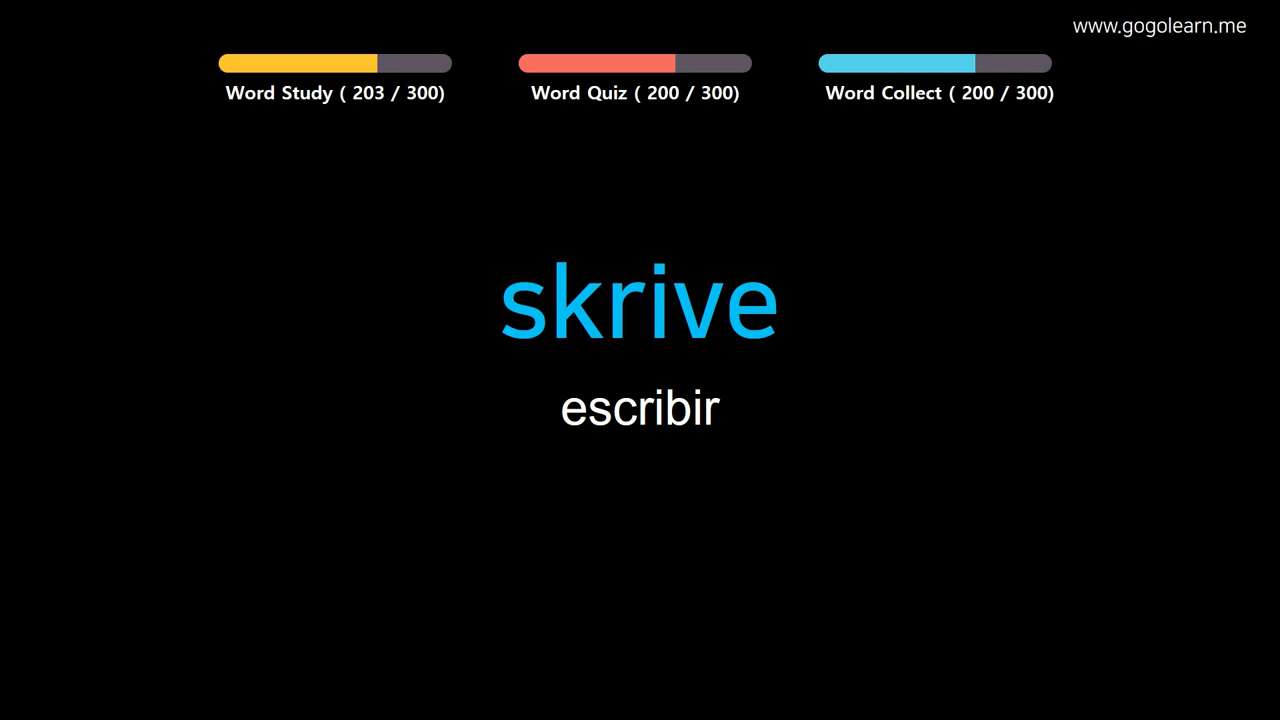 www.gogolearn.me
Word Study ( 203 / 300)
Word Quiz ( 200 / 300)
Word Collect ( 200 / 300)
skrive
escribir